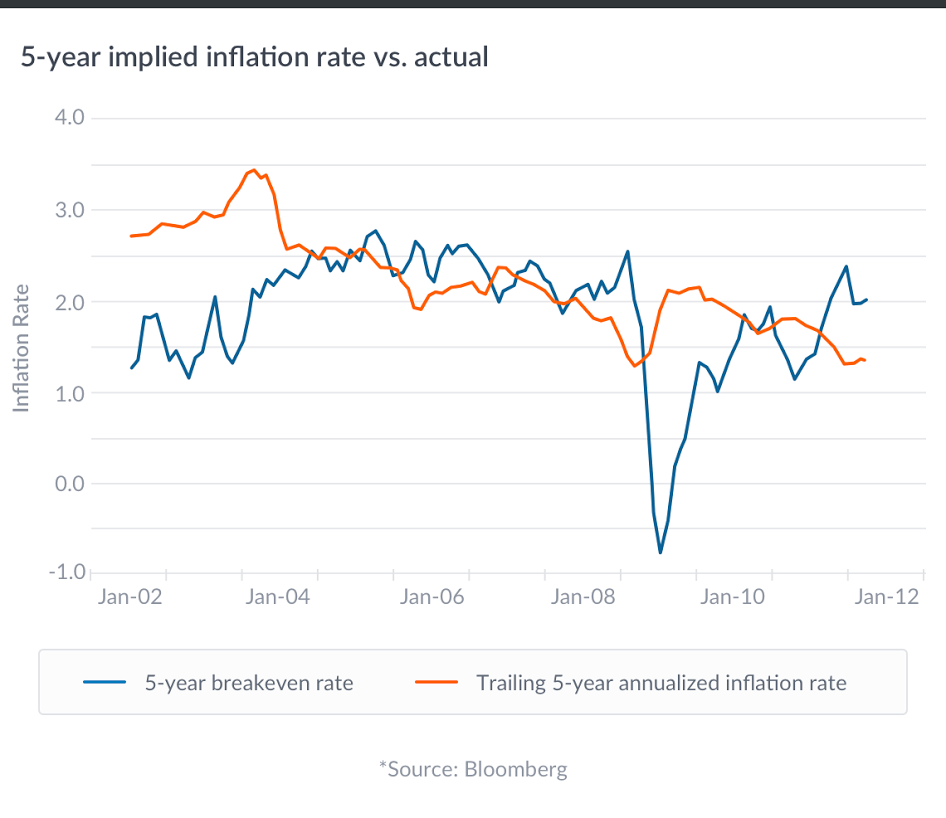 5-year implied inflation rate vs. actual
4.0
3.0
2.0
1.0
0.0
-1.0
Inflation Rate
Jan-02 Jan-04 Jan-06 Jan-08 Jan-10 Jan-12
5-year breakeven rate Trailing 5-year annualized inflation rate
*Source: Bloomberg